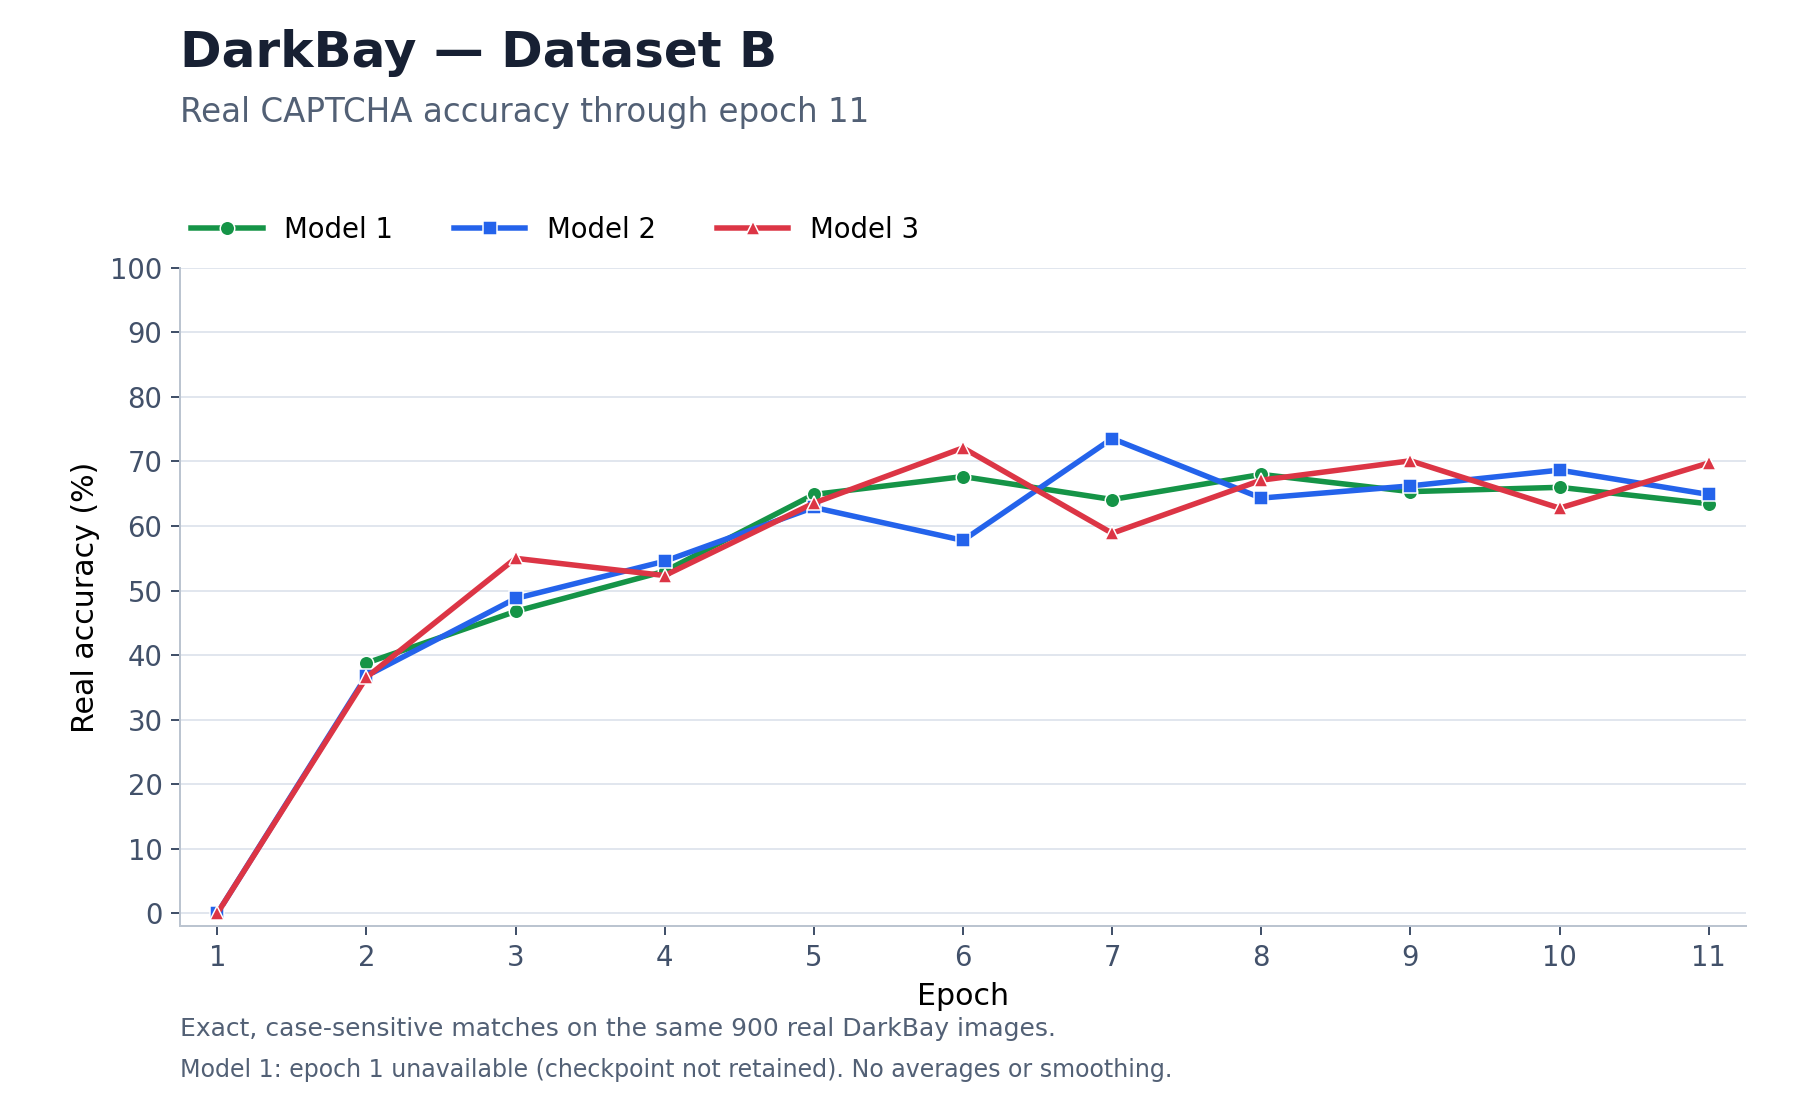 DarkBay — Dataset B
Real CAPTCHA accuracy through epoch 11
Model 1 Model 2 Model 3
100
90
80
70
60
50
40
30
20
10
0
Real accuracy (%)
1 2 3 4 5 6 7 8 9 10 11
Epoch
Exact, case-sensitive matches on the same 900 real DarkBay images.
Model 1: epoch 1 unavailable (checkpoint not retained). No averages or smoothing.